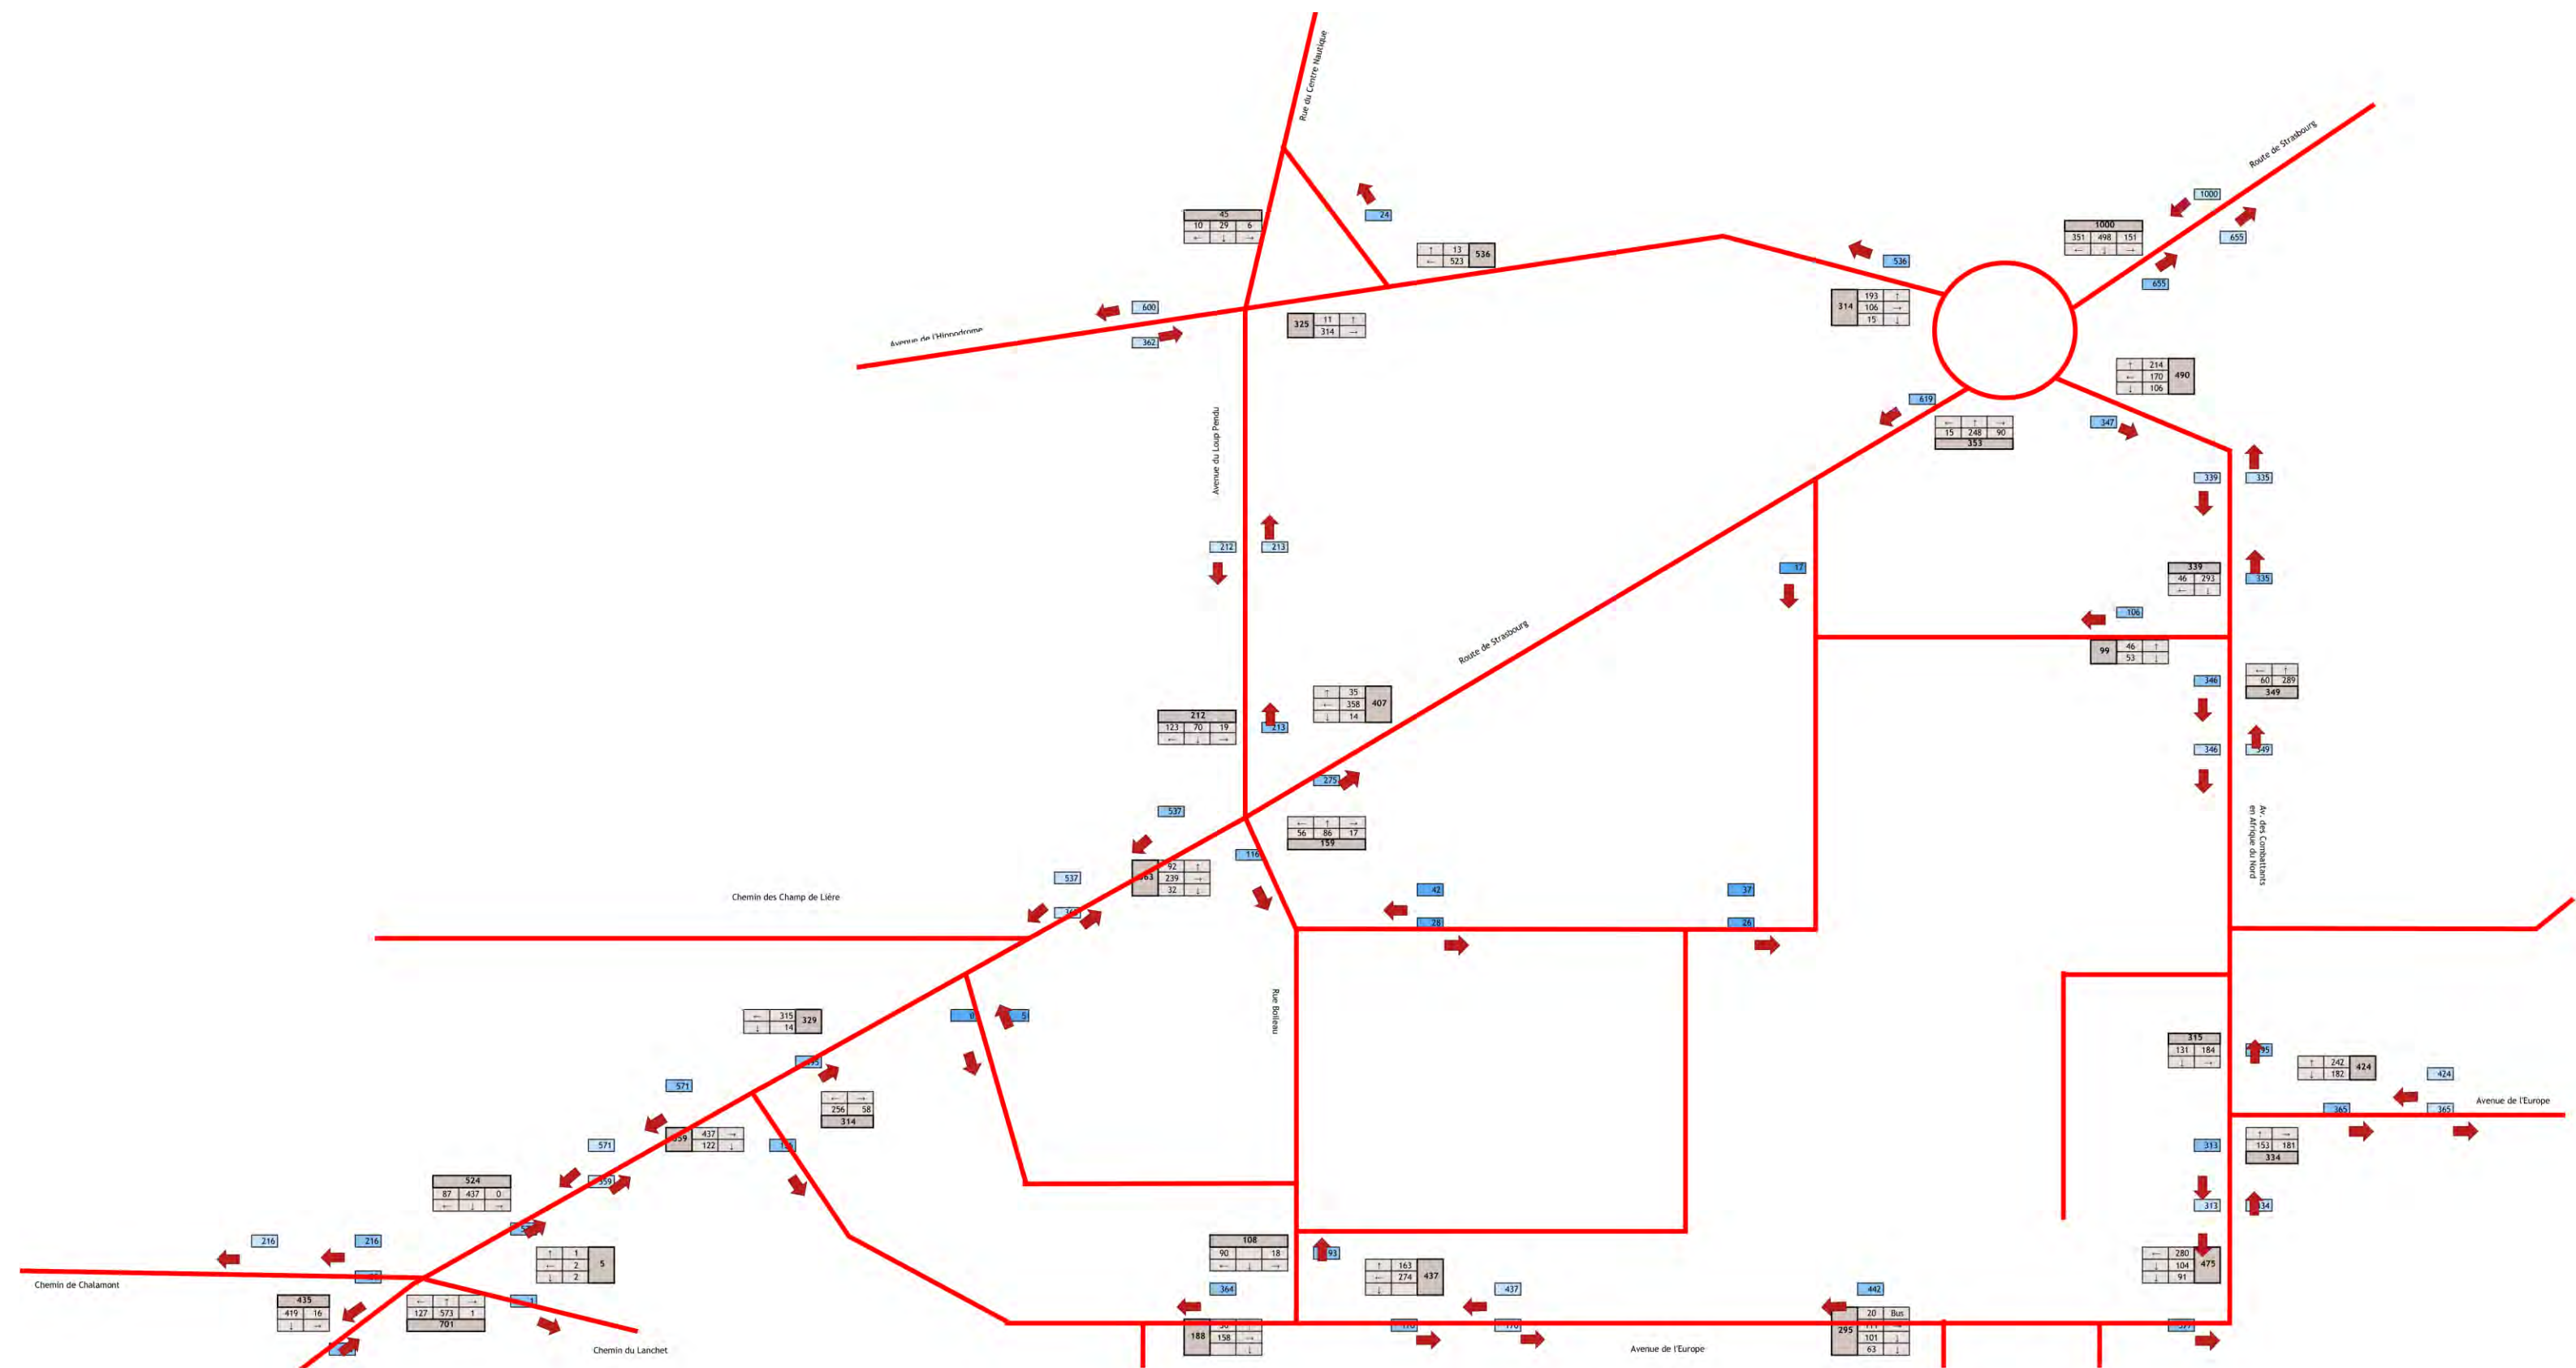 Rue du Centre Nautique
Route de Strasbourg
1000
655
1000
351 498 151
← ↓ →
655
24
45
10 29 6
← ↓ →
↑ 13 536
← 523
536
314 193 ↑
106 →
15 ↓
600
362
Avenue de l'Hippodrome
325 11 ↑
314 →
↑ 214 490
← 170
↓ 106
619
← ↑ →
15 248 90
353
347
Avenue du Loup Pendu
339
335
212
213
17
339
46 293
← ↓
335
106
99 46 ↑
53 ↓
Route de Strasbourg
346
← ↑
60 289
349
↑ 35 407
← 358
↓ 14
212
123 70 19
← ↓ →
213
346
349
275
537
← ↑ →
56 86 17
159
Av. des Combattants
en Afrique du Nord
116
92 ↑
239 →
32 ↓
537
42
37
28
26
Chemin des Champ de Liére
Rue Boileau
← 315 329
↓ 14
5
315
131 184
↓ →
↑ 242 424
↓ 182
424
365
365
Avenue de l'Europe
571
← →
256 58
314
437 →
122 ↓
571
359
313
↑ →
153 181
334
524
87 437 0
← ↓ →
313
216
216
↑ 1 5
← 2
↓ 2
108
90 18
← ↓ →
93
↑ 163 437
← 274
↓
← 280 475
↓ 104
↓ 91
Chemin de Chalamont
435
419 16
↓ →
← ↑ →
127 573 1
701
1
364
437
442
188
158 →
↓
295 20 Bus
101 ↓
63 ↓
Chemin du Lanchet
Avenue de l'Europe